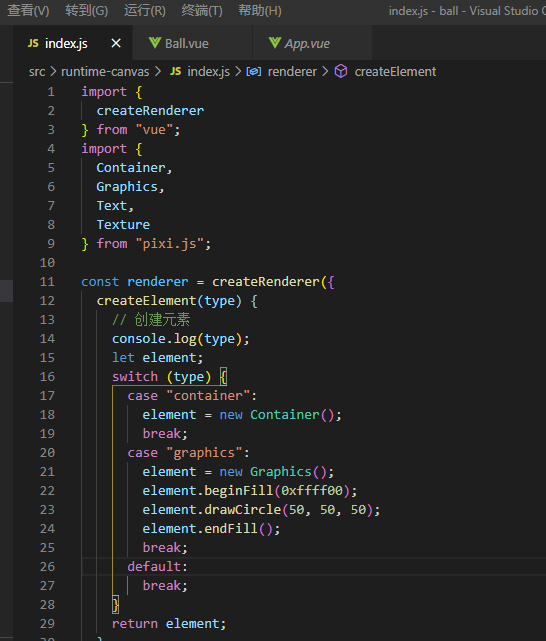 查看(V) 转到(G) 运行(R) 终端(T) 帮助(H) index.js - ball - Visual Studio C
JS index.js × Ball.vue App.vue
src > runtime-canvas > JS index.js > renderer > createElement
1 import {
2 createRenderer
3 } from "vue";
4 import {
5 Container,
6 Graphics,
7 Text,
8 Texture
9 } from "pixi.js";
10
11 const renderer = createRenderer({
12 createElement(type) {
13 // 创建元素
14 console.log(type);
15 let element;
16 switch (type) {
17 case "container":
18 element = new Container();
19 break;
20 case "graphics":
21 element = new Graphics();
22 element.beginFill(0xffff00);
23 element.drawCircle(50, 50, 50);
24 element.endFill();
25 break;
26 default:
27 break;
28 }
29 return element;